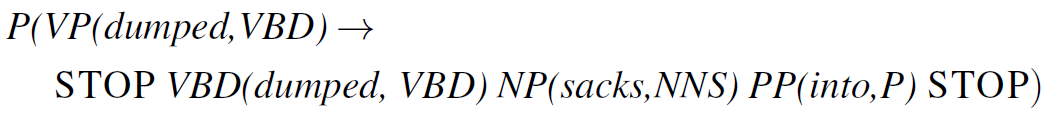 P(VP(dumped,VBD) →
STOP VBD(dumped, VBD) NP(sacks,NNS) PP(into,P) STOP)